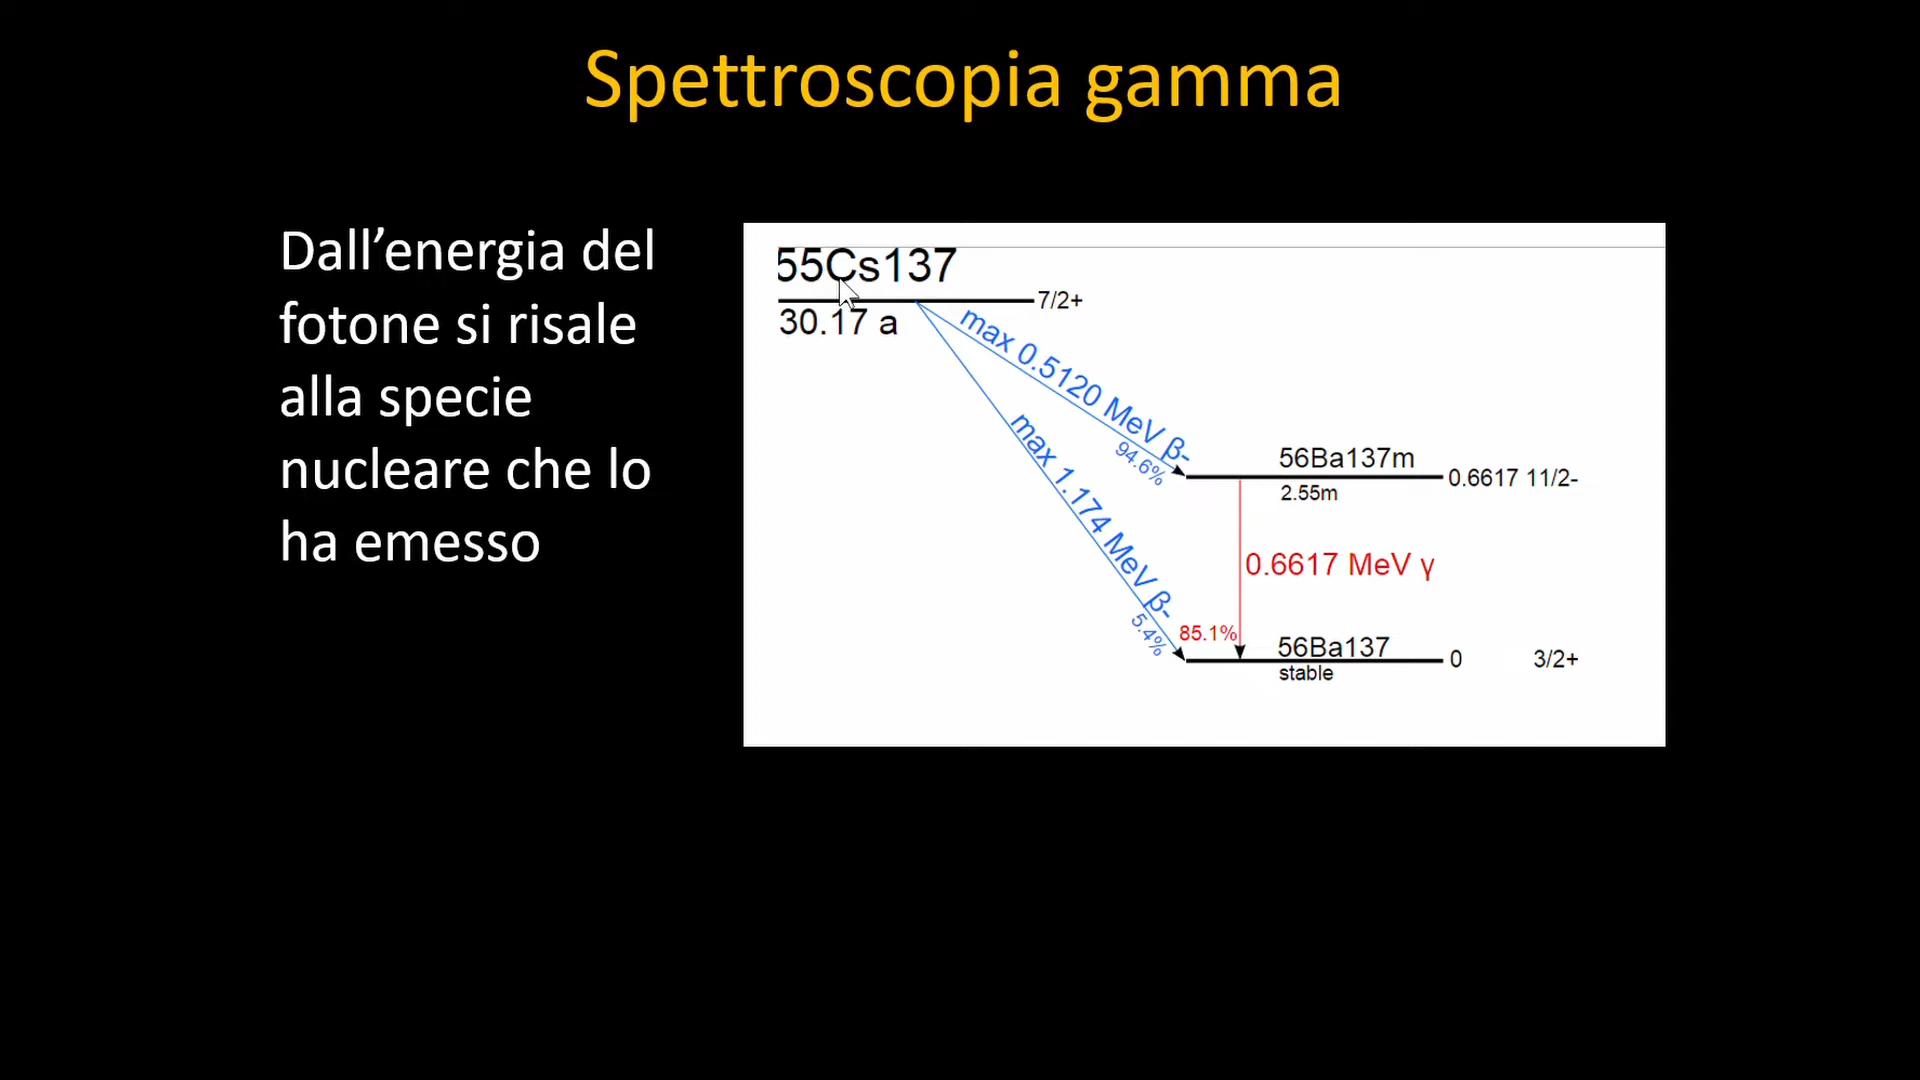 Spettroscopia gamma
Dall’energia del
fotone si risale
alla specie
nucleare che lo
ha emesso
55Cs137
7/2+
30.17 a
max 0.5120 MeV β-
94.6%
max 1.174 MeV β-
5.4%
56Ba137m
0.6617 11/2-
2.55m
0.6617 MeV γ
85.1%
56Ba137
0 3/2+
stable